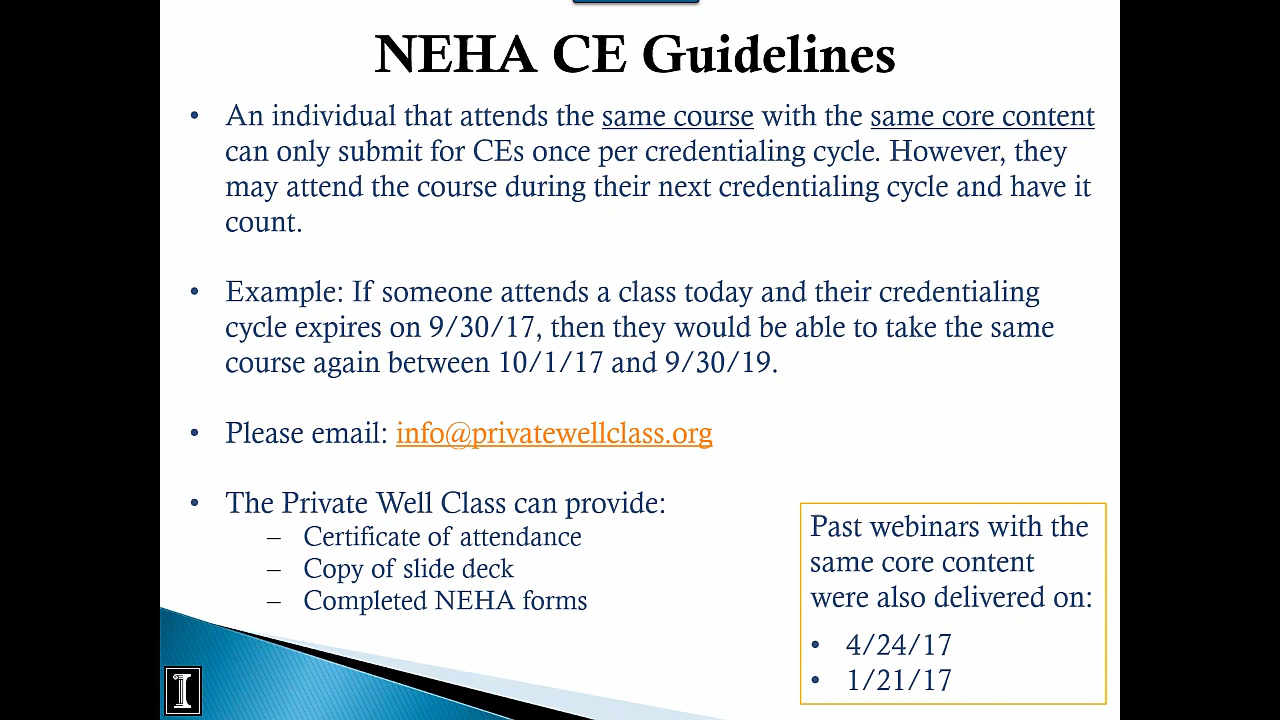 NEHA CE Guidelines
• An individual that attends the same course with the same core content
can only submit for CEs once per credentialing cycle. However, they
may attend the course during their next credentialing cycle and have it
count.
• Example: If someone attends a class today and their credentialing
cycle expires on 9/30/17, then they would be able to take the same
course again between 10/1/17 and 9/30/19.
• Please email: info@privatewellclass.org
• The Private Well Class can provide:
– Certificate of attendance
– Copy of slide deck
– Completed NEHA forms
Past webinars with the
same core content
were also delivered on:
• 4/24/17
• 1/21/17
I